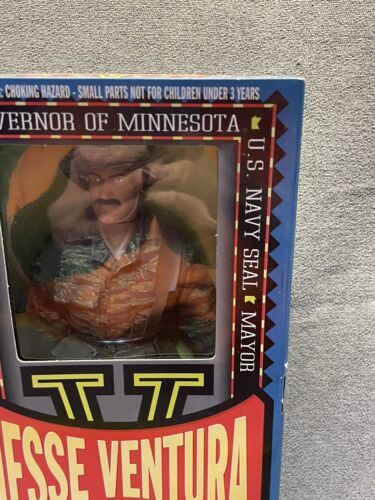 : CHOKING HAZARD - SMALL PARTS NOT FOR CHILDREN UNDER 3 YEARS
VERNOR OF MINNESOTA
U.S. NAVY SEAL
MAYOR
ESSE VENTURA